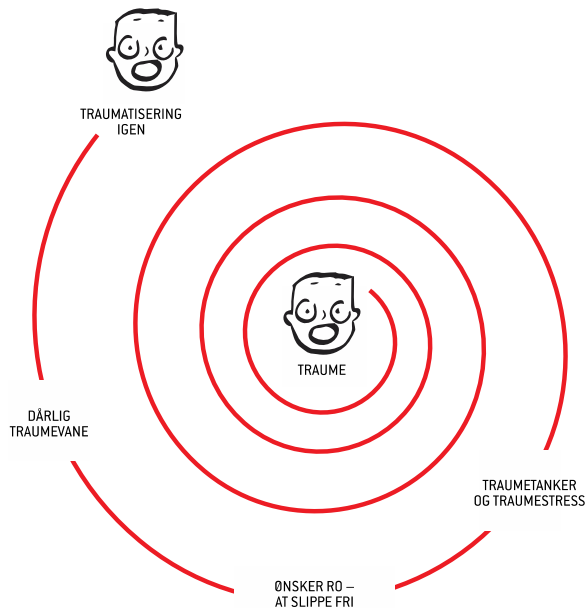 TRAUMATISERING
IGEN
TRAUME
DÅRLIG
TRAUMEVANE
TRAUMETANKER
OG TRAUMESTRESS
ØNSKER RO –
AT SLIPPE FRI